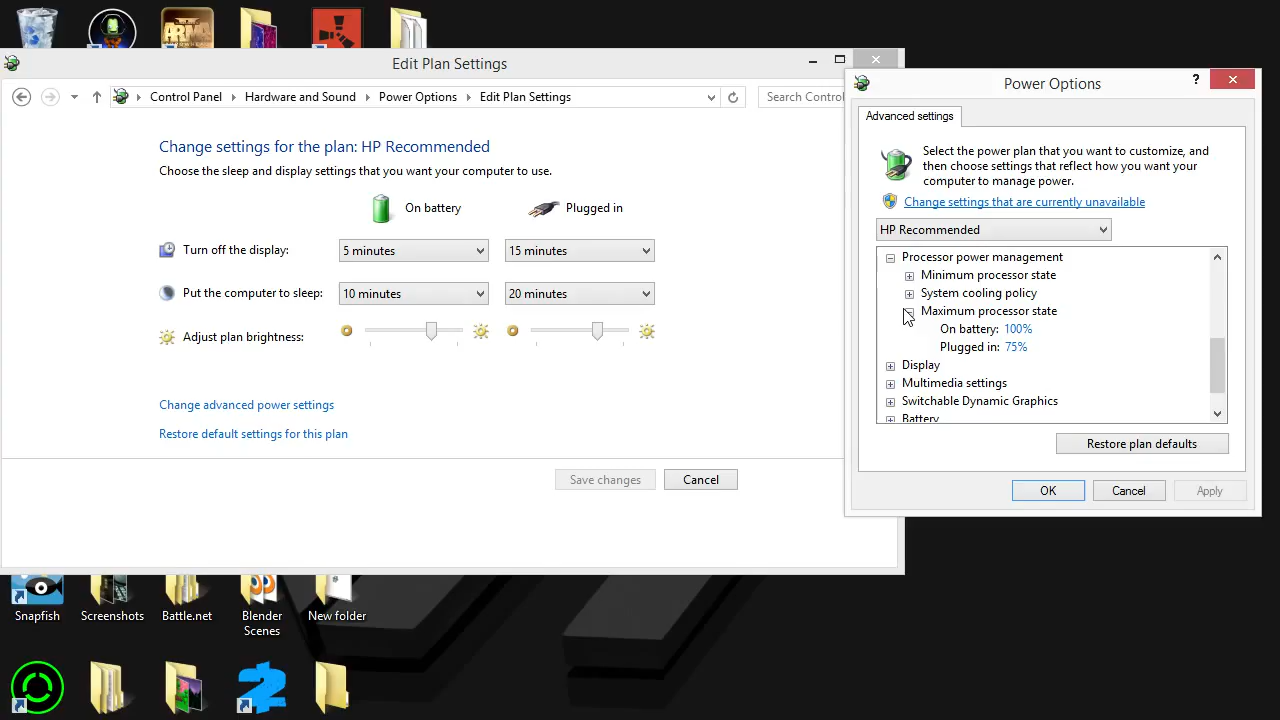 Edit Plan Settings
Control Panel
Hardware and Sound
Power Options
Edit Plan Settings
Search Contro
Change settings for the plan: HP Recommended
Choose the sleep and display settings that you want your computer to use.
On battery
Plugged in
Turn off the display:
5 minutes
15 minutes
Put the computer to sleep:
10 minutes
20 minutes
Adjust plan brightness:
Change advanced power settings
Restore default settings for this plan
Save changes
Cancel
Power Options
?
Advanced settings
Select the power plan that you want to customize, and
then choose settings that reflect how you want your
computer to manage power.
Change settings that are currently unavailable
HP Recommended
Processor power management
Minimum processor state
System cooling policy
Maximum processor state
On battery: 100%
Plugged in: 75%
Display
Multimedia settings
Switchable Dynamic Graphics
Battery
Restore plan defaults
OK
Cancel
Apply
ARMA
Snapfish
Screenshots
Battle.net
Blender
Scenes
New folder